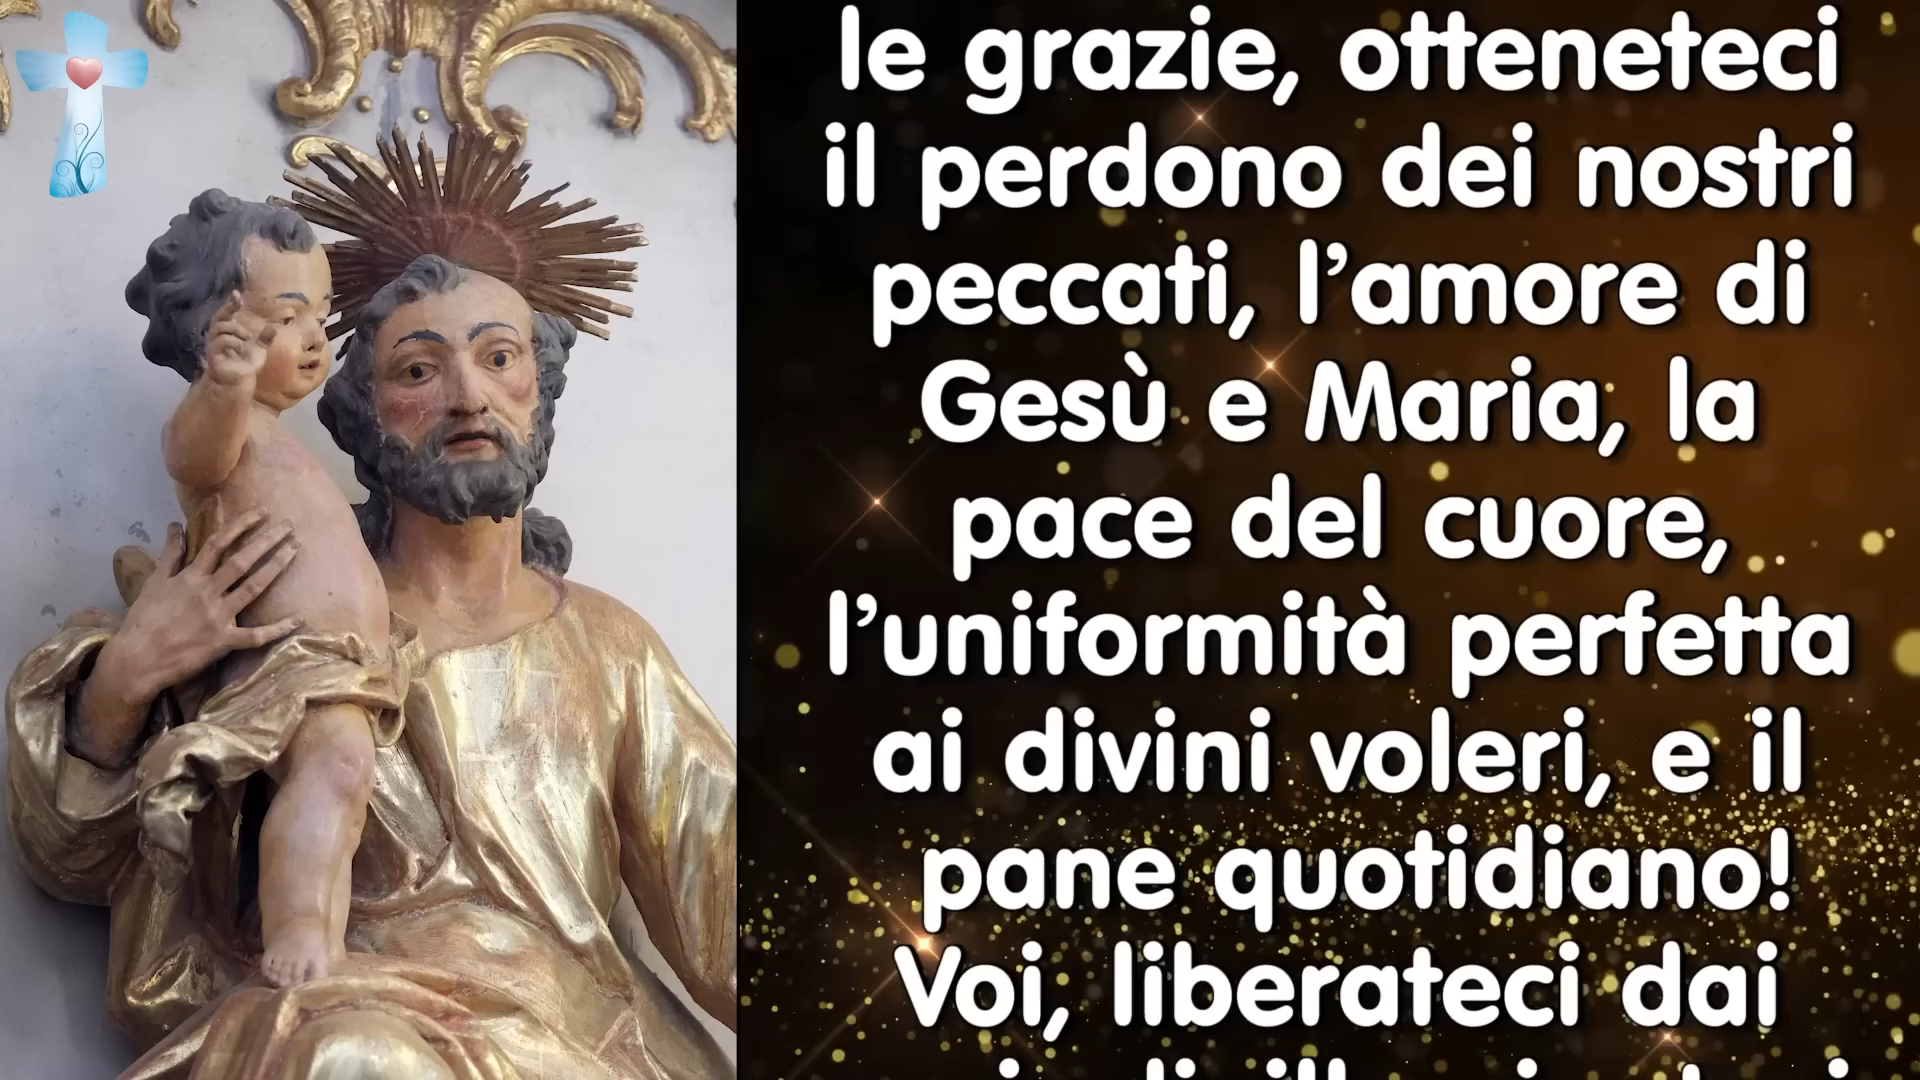 le grazie, otteneteci
il perdono dei nostri
peccati, l’amore di
Gesù e Maria, la
pace del cuore,
l’uniformità perfetta
ai divini voleri, e il
pane quotidiano!
Voi, liberateci dai